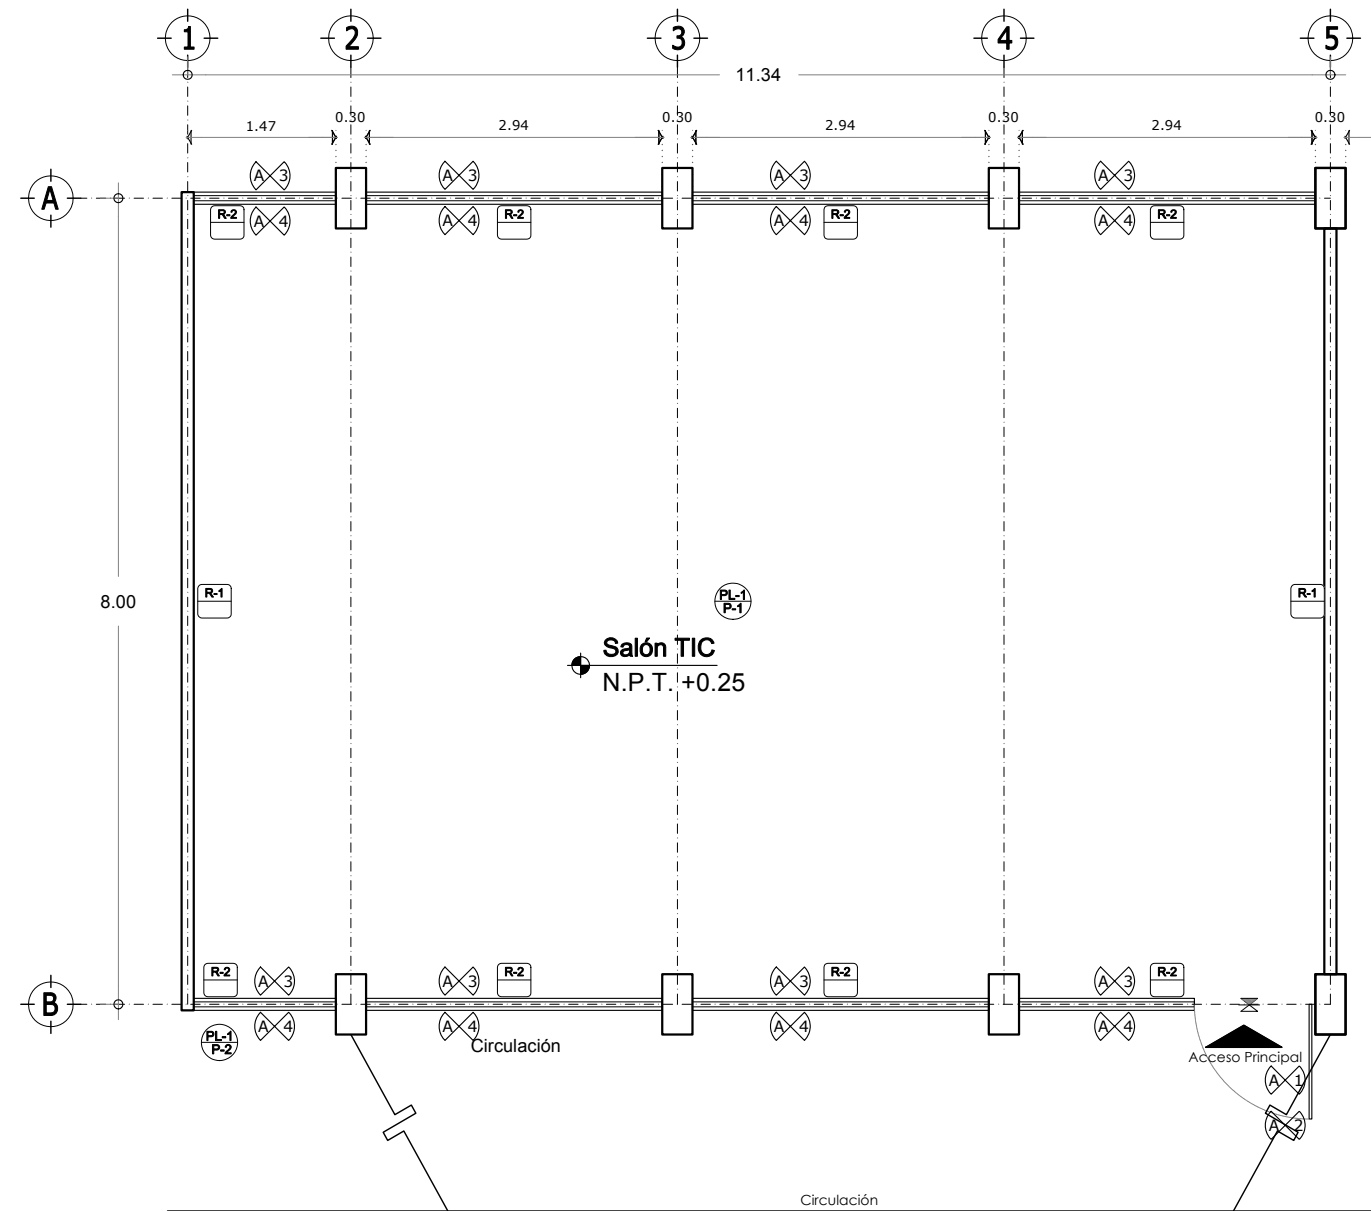 1 2 3 4 5
11.34
0.30 0.30 0.30 0.30
1.47 2.94 2.94 2.94
A 3 A 3 A 3 A 3
A
R-2 A 4 A 4 R-2 A 4 R-2 A 4 R-2
R-1 PL-1 R-1
P-1
8.00
Salón TIC
N.P.T. +0.25
R-2 A 3 A 3 R-2 A 3 R-2 A 3 R-2
B
A 4 A 4 A 4 A 4
PL-1
P-2
Circulación
Acceso Principal
A 1
A 2
Circulación